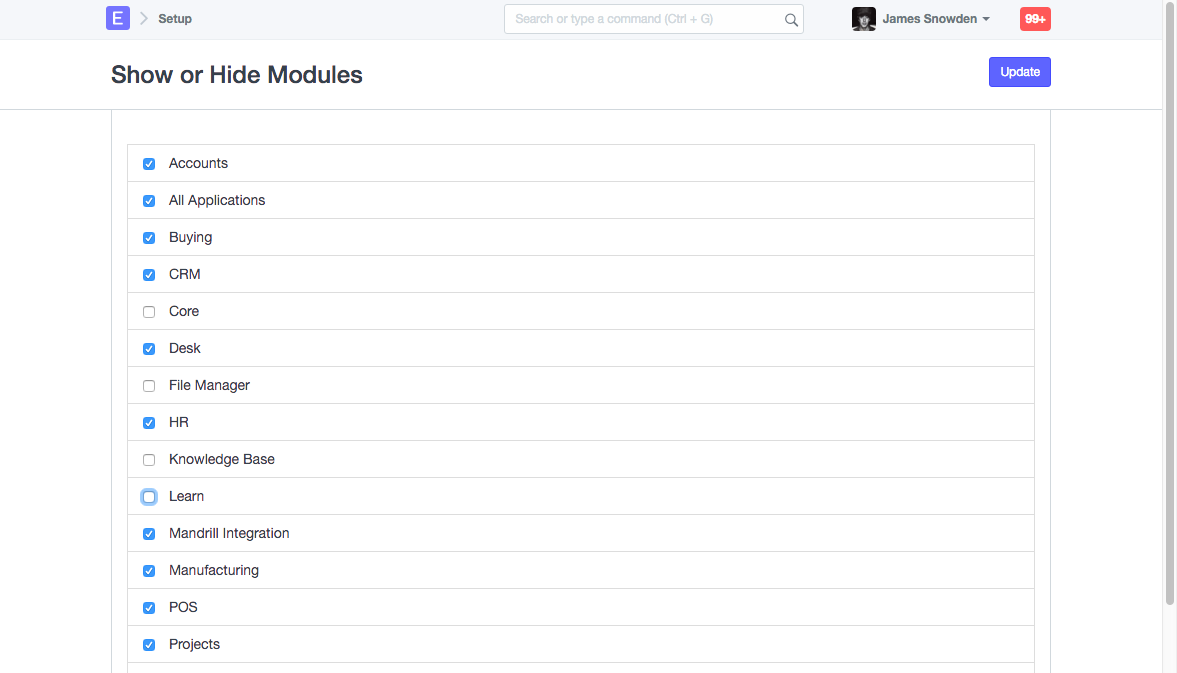 E Setup Search or type a command (Ctrl + G) James Snowden 99+
Show or Hide Modules Update
Accounts
All Applications
Buying
CRM
Core
Desk
File Manager
HR
Knowledge Base
Learn
Mandrill Integration
Manufacturing
POS
Projects